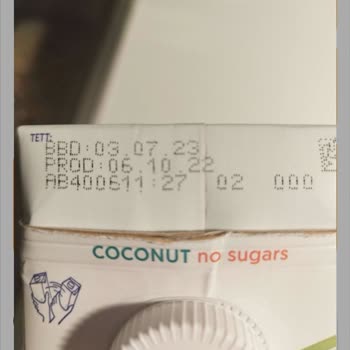 TETT:
BBD:03.07.23
PROD:06.10.22
AB400611:27 02 000
COCONUT no sugars